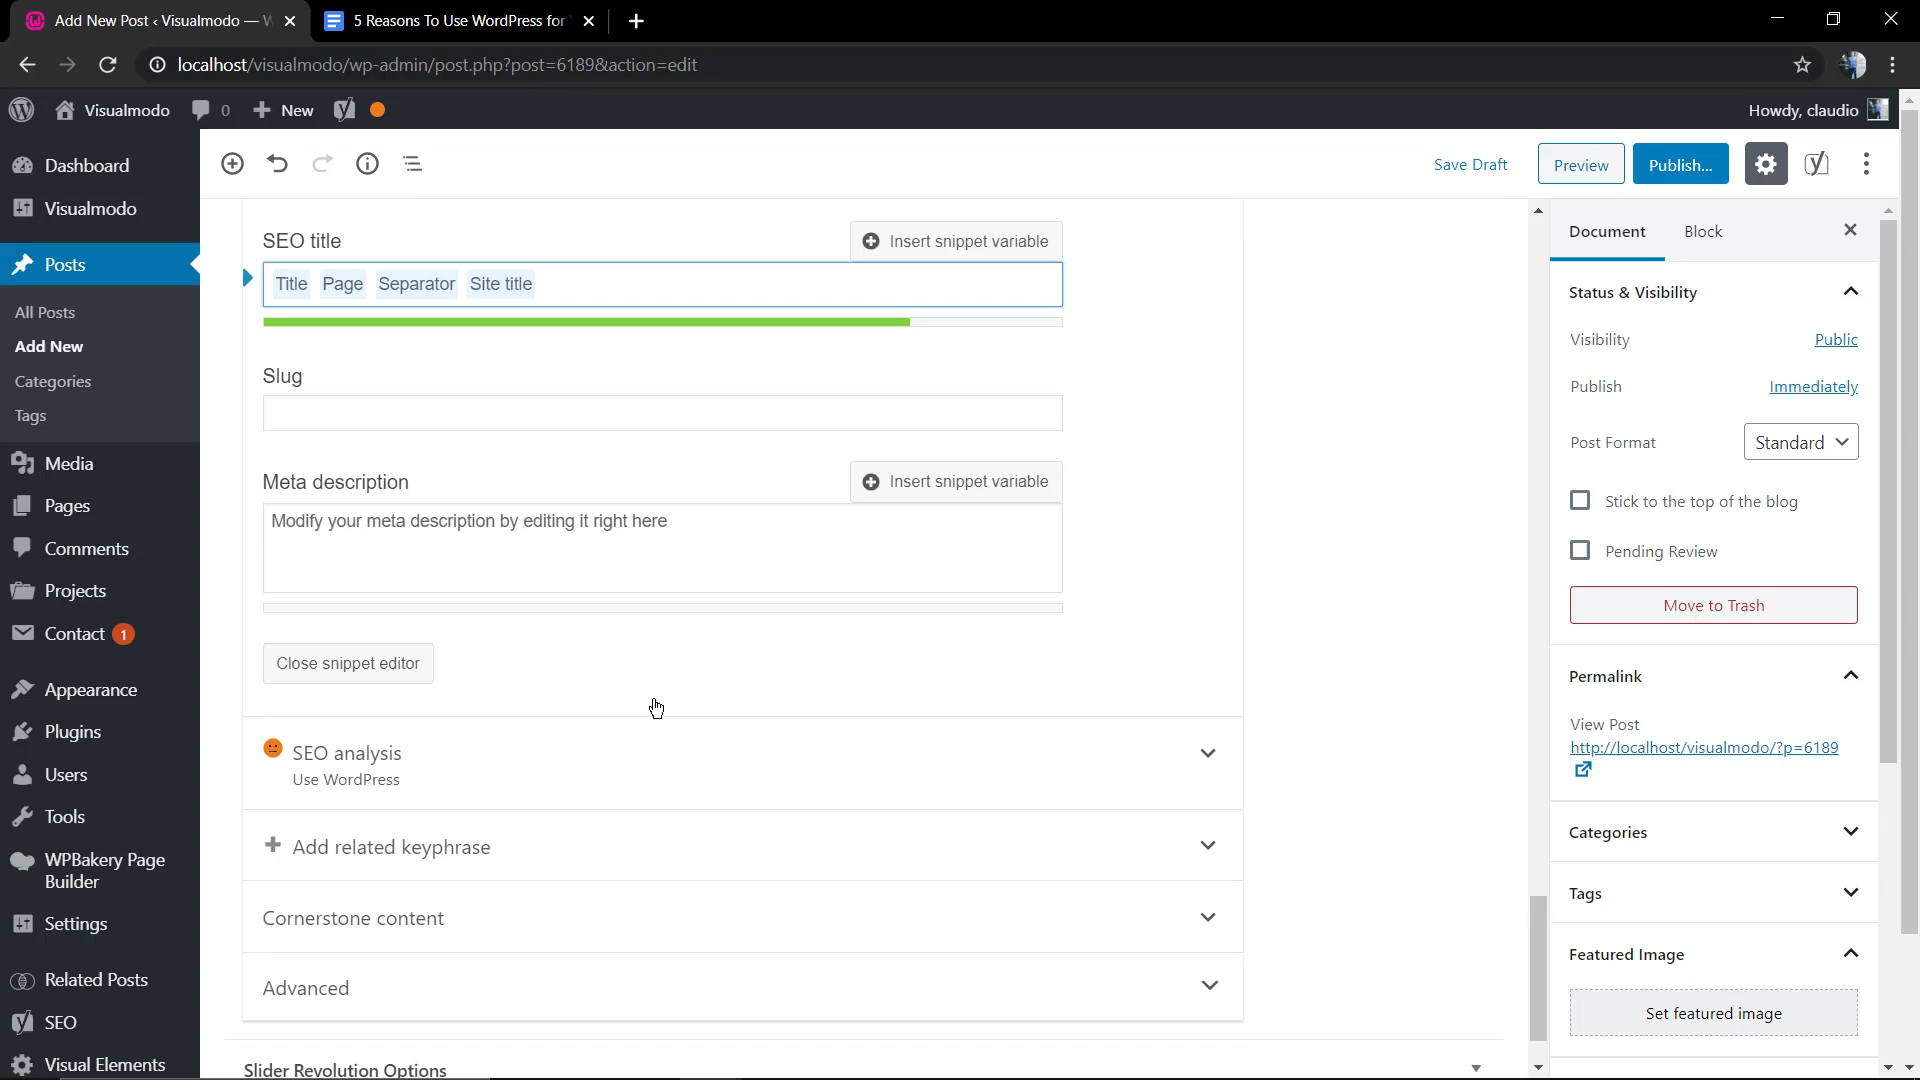 Add New Post ‹ Visualmodo — W
5 Reasons To Use WordPress for
localhost/visualmodo/wp-admin/post.php?post=6189&action=edit
Visualmodo
0
New
Howdy, claudio
Dashboard
Visualmodo
Posts
All Posts
Add New
Categories
Tags
Media
Pages
Comments
Projects
Contact 1
Appearance
Plugins
Users
Tools
WPBakery Page
Builder
Settings
Related Posts
SEO
Visual Elements
Save Draft
Preview
Publish...
SEO title
Insert snippet variable
Title Page Separator Site title
Slug
Meta description
Insert snippet variable
Modify your meta description by editing it right here
Close snippet editor
SEO analysis
Use WordPress
Add related keyphrase
Cornerstone content
Advanced
Slider Revolution Options
Document
Block
Status & Visibility
Visibility
Public
Publish
Immediately
Post Format
Standard
Stick to the top of the blog
Pending Review
Move to Trash
Permalink
View Post
http://localhost/visualmodo/?p=6189
Categories
Tags
Featured Image
Set featured image